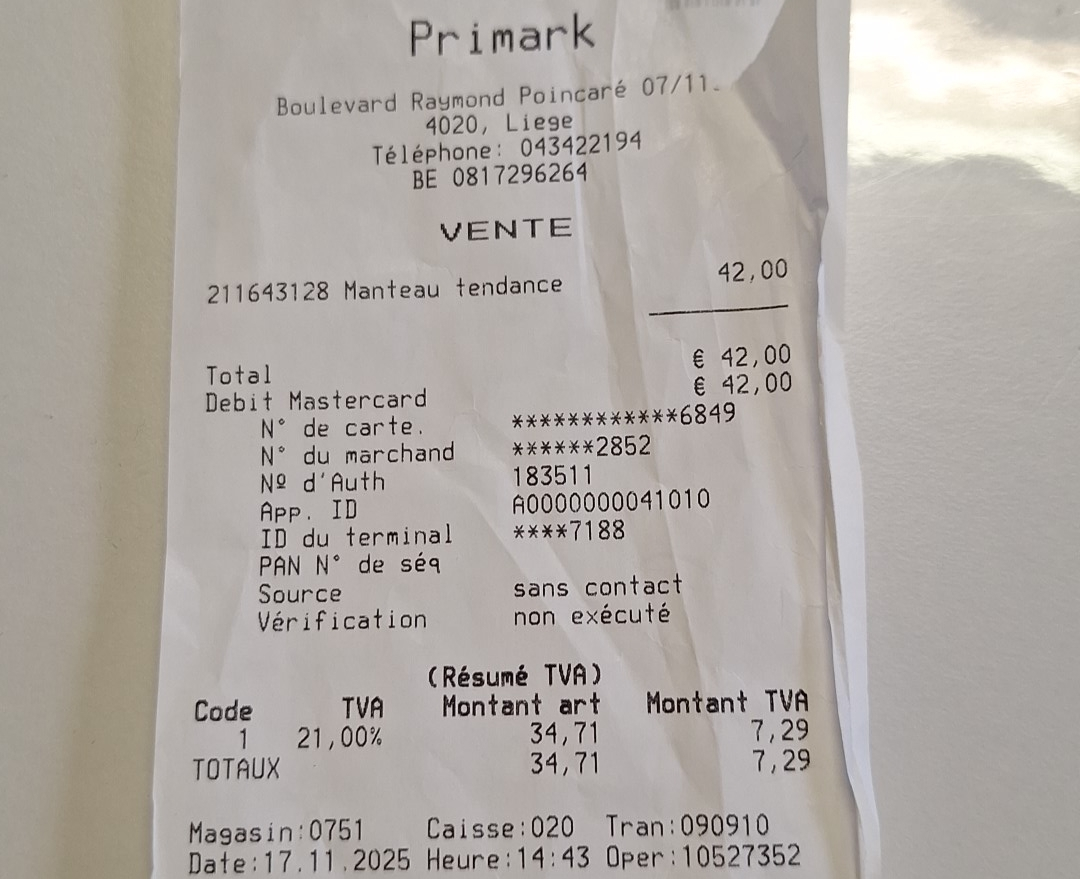 Primark
Boulevard Raymond Poincaré 07/11.
4020, Liege
Téléphone: 043422194
BE 0817296264
VENTE
211643128 Manteau tendance 42,00
Total € 42,00
Debit Mastercard € 42,00
N° de carte. ************6849
N° du marchand ******2852
Nº d'Auth 183511
App. ID A0000000041010
ID du terminal ****7188
PAN N° de séq
Source sans contact
Vérification non exécuté
(Résumé TVA)
Code TVA Montant art Montant TVA
1 21,00% 34,71 7,29
TOTAUX 34,71 7,29
Magasin:0751 Caisse:020 Tran:090910
Date:17.11.2025 Heure:14:43 Oper:10527352